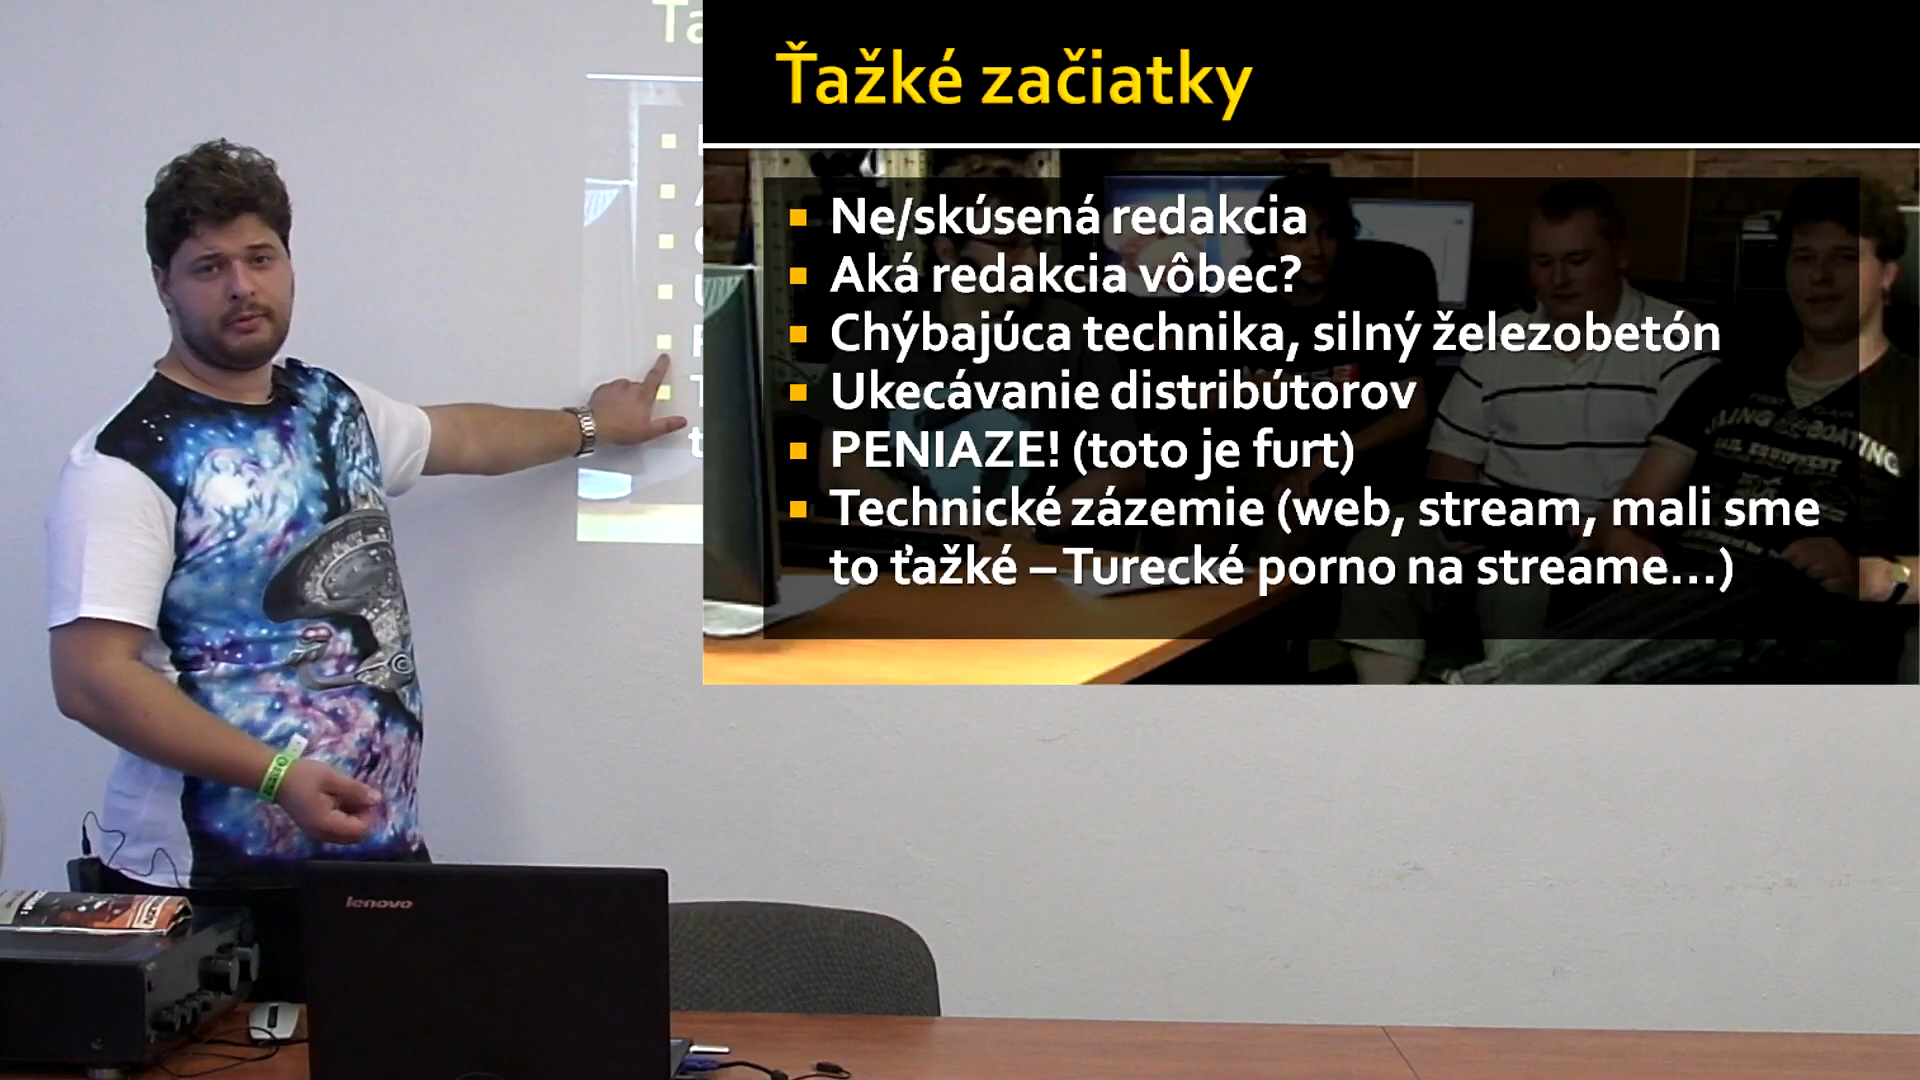 Ťažké začiatky
Ne/skúsená redakcia
Aká redakcia vôbec?
Chýbajúca technika, silný železobetón
Ukecávanie distribútorov
PENIAZE! (toto je furt)
Technické zázemie (web, stream, mali sme
to ťažké – Turecké porno na streame...)
lenovo